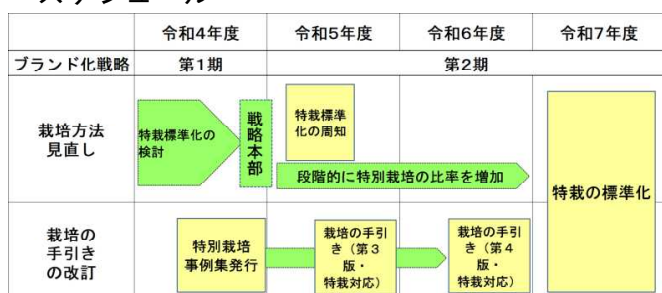 令和4年度
令和5年度
令和6年度
令和7年度
ブランド化戦略
第1期
第2期
栽培方法
見直し
特栽標準化の
検討
戦略本部
特栽標準
化の周知
段階的に特別栽培の比率を増加
特栽の標準化
栽培の
手引き
の改訂
特別栽培
事例集発行
栽培の手引
き(第3
版・
特栽対応)
栽培の手引
き(第4
版・
特栽対応)